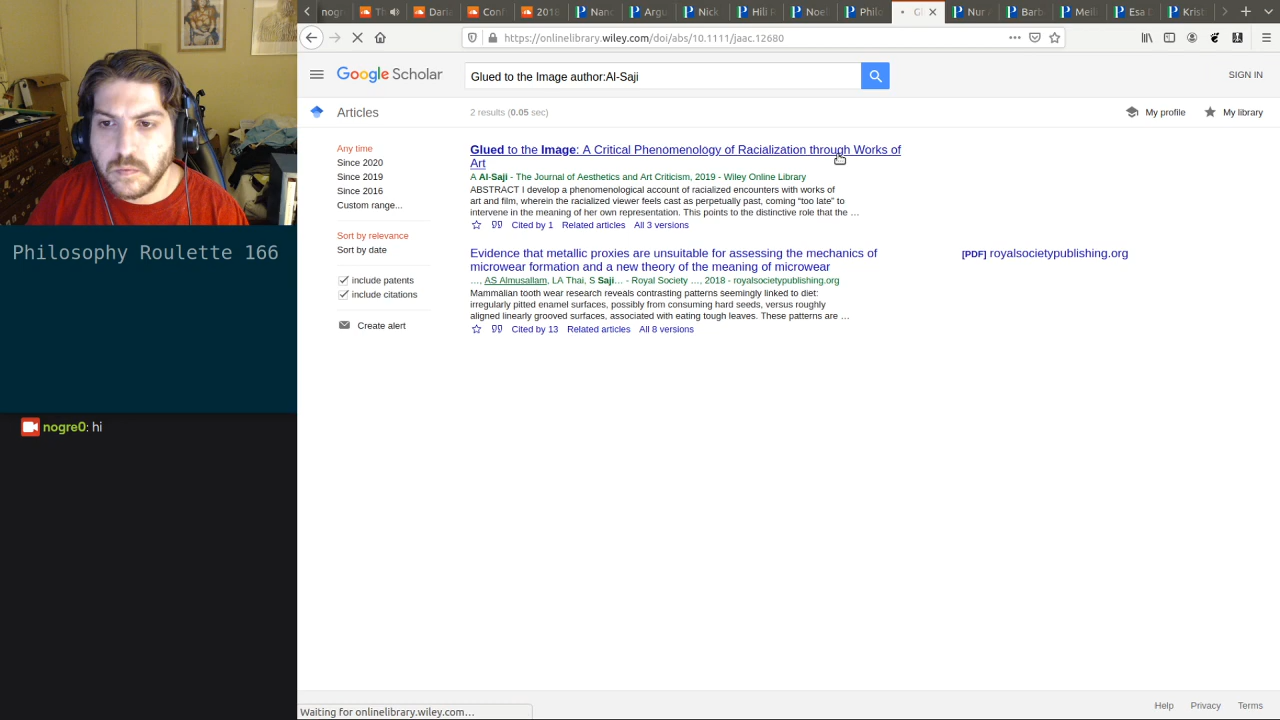 nogr
Th
Co
Co
2018
Nanc
Micro
Sund
Barb
Ess
And
https://onlinelibrary.wiley.com/doi/abs/10.1111/jaac.12680
Google Scholar
Glued to the Image author:Al-Saji
SIGN IN
Articles
2 results (0.05 sec)
My profile
My library
Any time
Since 2020
Since 2019
Since 2016
Custom range...
Sort by relevance
Sort by date
include patents
include citations
Create alert
Glued to the Image: A Critical Phenomenology of Racialization through Works of
Art
A Al-Saji - The Journal of Aesthetics and Art Criticism, 2019 - Wiley Online Library
ABSTRACT I develop a phenomenological account of racialized encounters with works of
art and film, wherein the racialized viewer feels cast as perpetually past, coming “too late” to
intervene in the meaning of her own representation. This points to the distinctive role that the …
Cited by 1 Related articles All 3 versions
Evidence that metallic proxies are unsuitable for assessing the mechanics of
microwear formation and a new theory of the meaning of microwear
…, AS Almusallam, LA Thai, S Saji… - Royal Society …, 2018 - royalsocietypublishing.org
Mammalian tooth wear research reveals contrasting patterns seemingly linked to diet:
irregularly pitted enamel surfaces, possibly from consuming hard seeds, versus roughly
aligned linearly grooved surfaces, associated with eating tough leaves. These patterns are …
Cited by 13 Related articles All 8 versions
[PDF] royalsocietypublishing.org
Philosophy Roulette 166
nogre0: hi
Waiting for onlinelibrary.wiley.com…
Help Privacy Terms